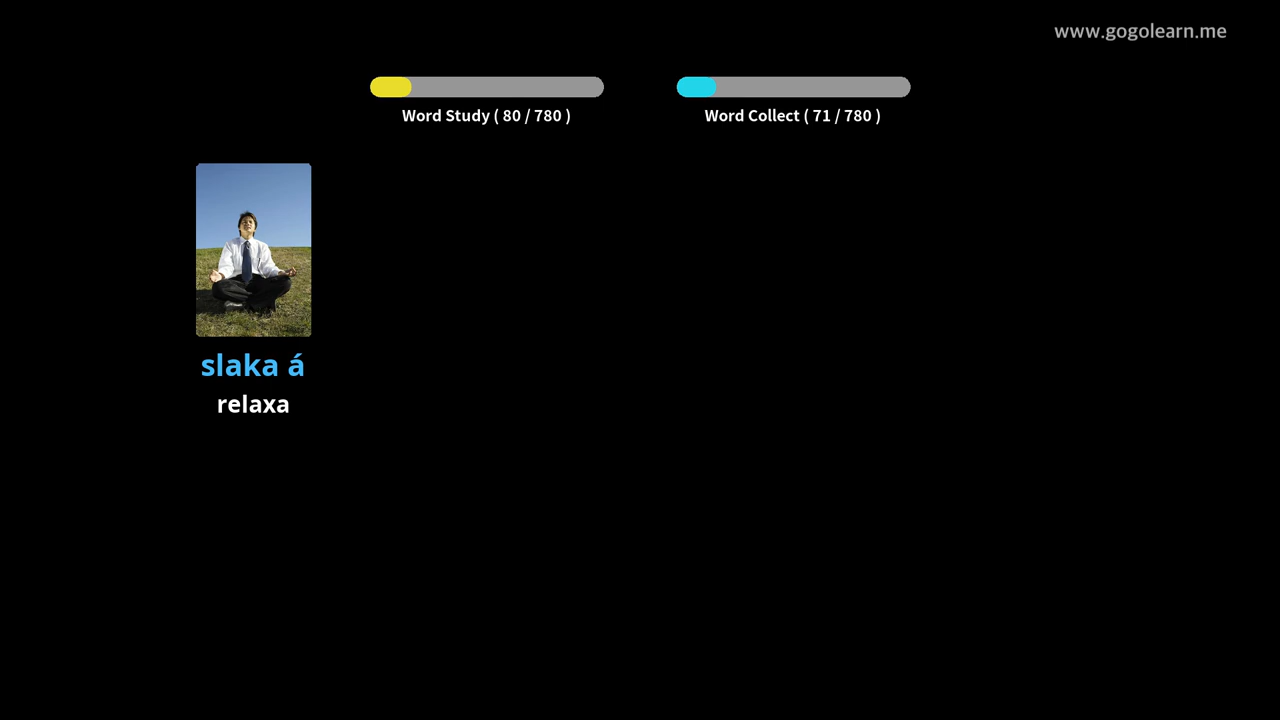 www.gogolearn.me
Word Study ( 80 / 780 )
Word Collect ( 71 / 780 )
slaka á
relaxa